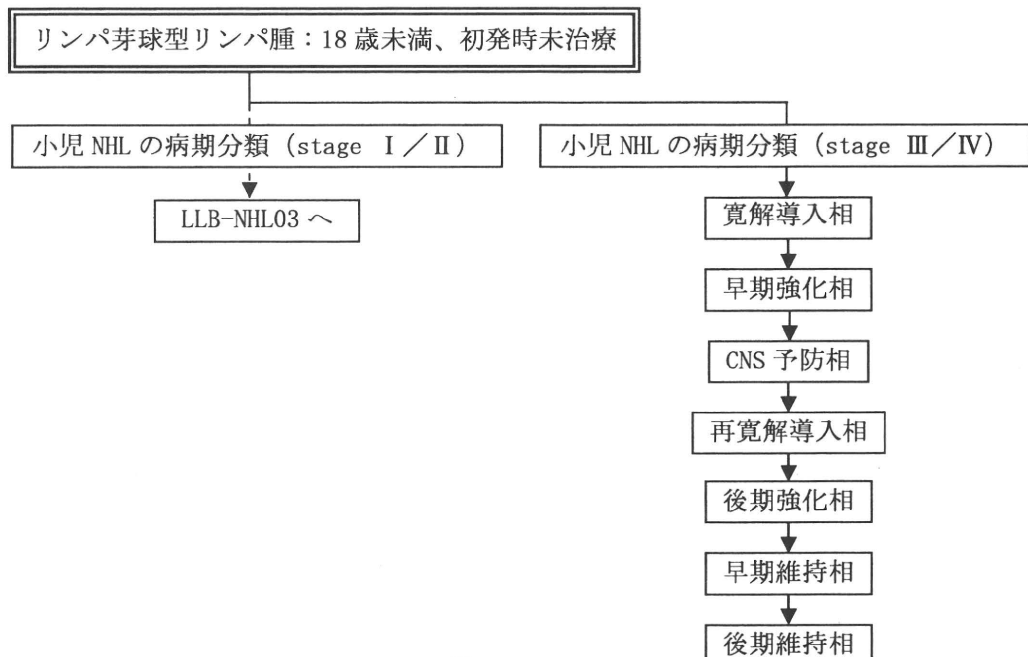 リンパ芽球型リンパ腫：18 歳未満、初発時未治療
小児 NHL の病期分類（stage Ⅰ／Ⅱ）
小児 NHL の病期分類（stage Ⅲ／Ⅳ）
LLB-NHL03 へ
寛解導入相
早期強化相
CNS 予防相
再寛解導入相
後期強化相
早期維持相
後期維持相